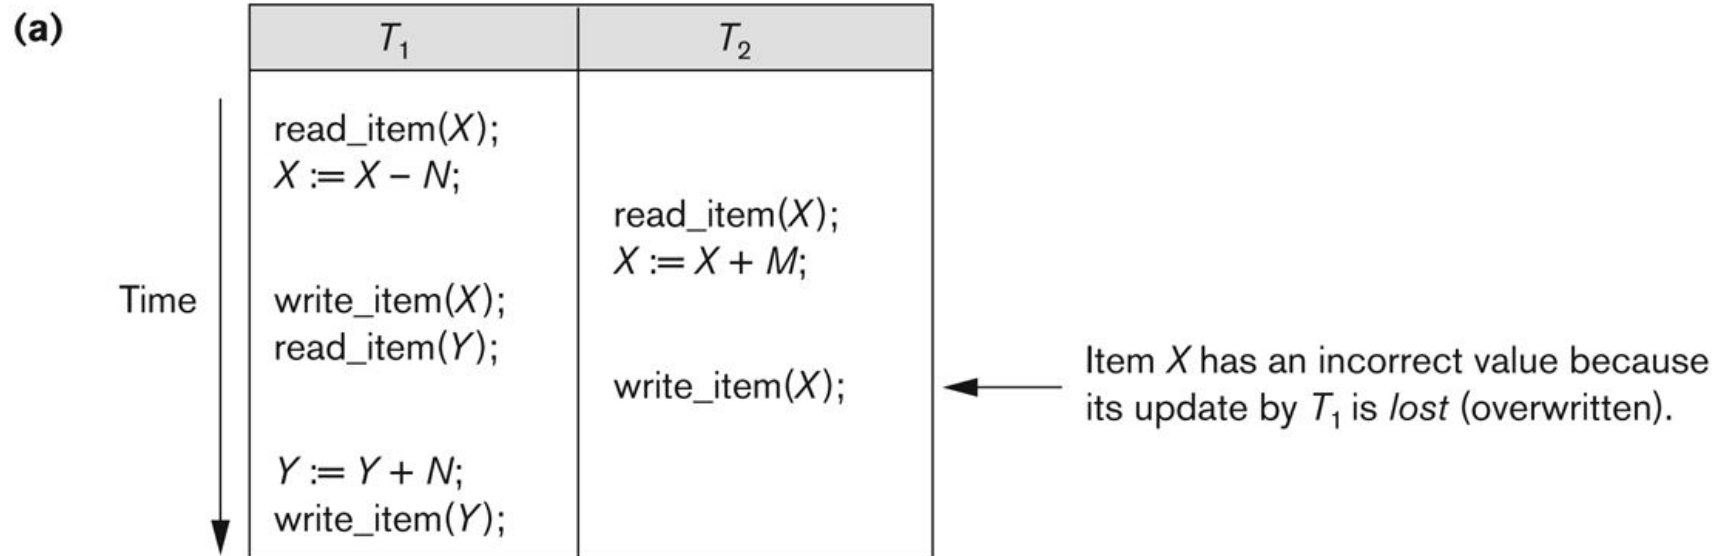 (a)
T₁ T₂
read_item(X);
X := X – N;
read_item(X);
X := X + M;
Time
write_item(X);
read_item(Y);
write_item(X);
Item X has an incorrect value because
its update by T₁ is lost (overwritten).
Y := Y + N;
write_item(Y);